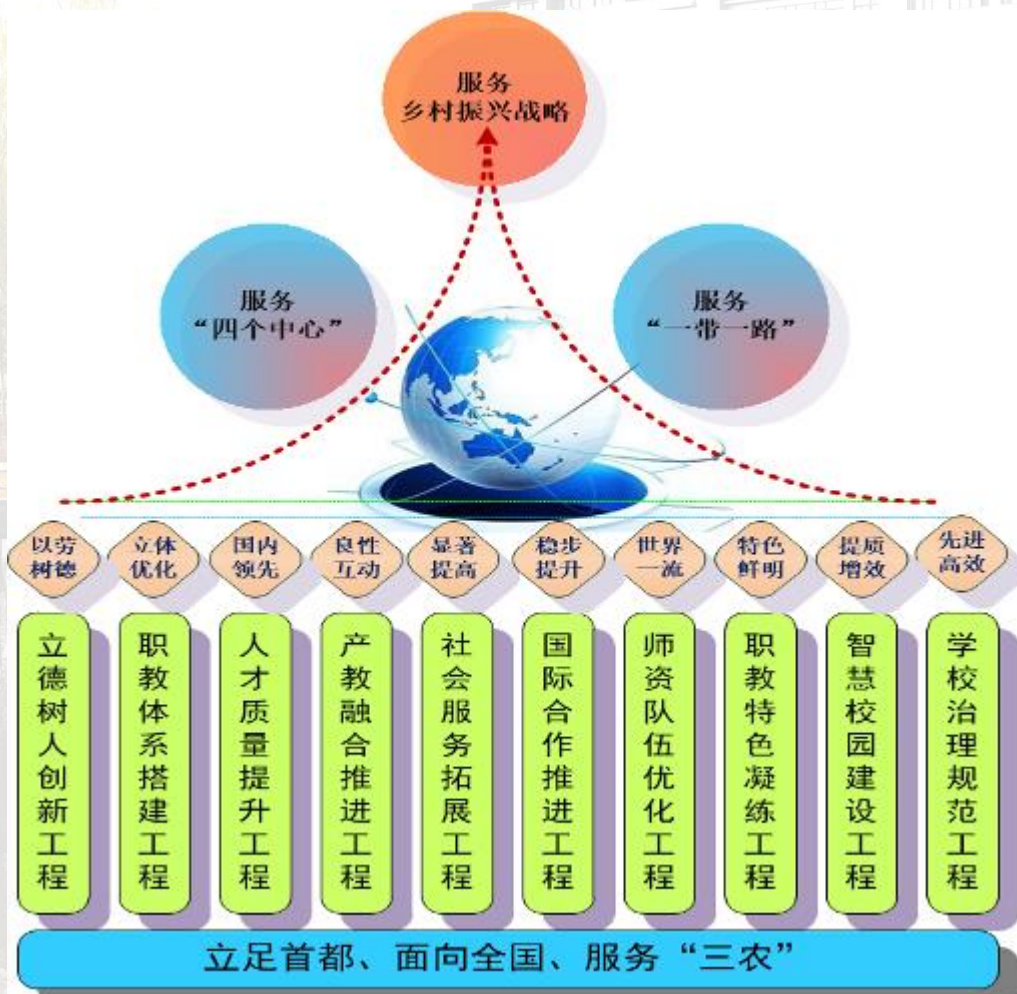 服务
乡村振兴战略
服务
“四个中心”
服务
“一带一路”
以劳
树德
立体
优化
国内
领先
良性
互动
显著
提高
稳步
提升
世界
一流
特色
鲜明
提质
增效
先进
高效
立德树人创新工程
职教体系搭建工程
人才质量提升工程
产教融合推进工程
社会服务拓展工程
国际合作推进工程
师资队伍优化工程
职教特色凝练工程
智慧校园建设工程
学校治理规范工程
立足首都、面向全国、服务“三农”